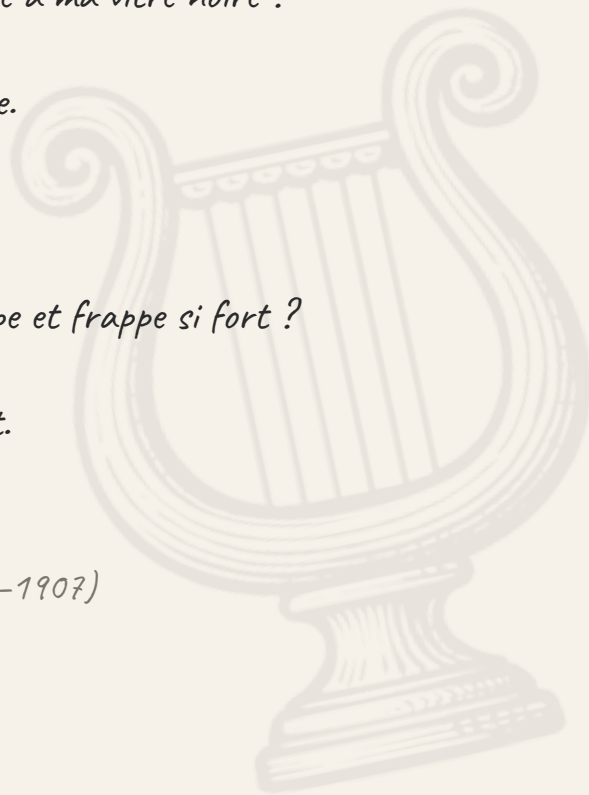 à ma vitre noire ?
e.
pe et frappe si fort ?
t.
–1907)